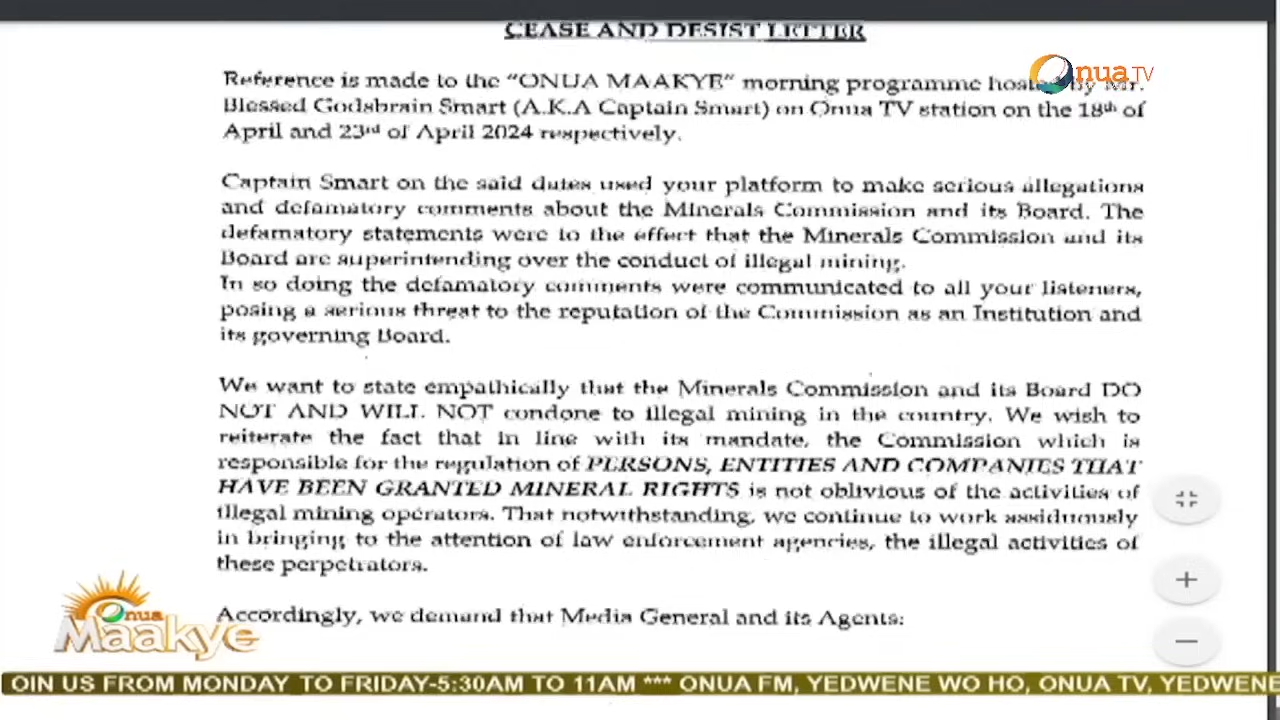 CEASE AND DESIST LETTER
Reference is made to the "ONUA MAAKYE" morning programme hosted by Mr.
Onua TV
Blessed Godsbrain Smart (A.K.A Captain Smart) on Onua TV station on the 18th of
April and 23rd of April 2024 respectively.
Captain Smart on the said dates used your platform to make serious allegations
and defamatory comments about the Minerals Commission and its Board. The
defamatory statements were to the effect that the Minerals Commission and its
Board are superintending over the conduct of illegal mining.
In so doing the defamatory comments were communicated to all your listeners,
posing a serious threat to the reputation of the Commission as an Institution and
its governing Board.
We want to state empathically that the Minerals Commission and its Board DO
NOT AND WILL NOT condone to illegal mining in the country. We wish to
reiterate the fact that in line with its mandate, the Commission which is
responsible for the regulation of PERSONS, ENTITIES AND COMPANIES THAT
HAVE BEEN GRANTED MINERAL RIGHTS is not oblivious of the activities of
illegal mining operators. That notwithstanding, we continue to work assiduously
in bringing to the attention of law enforcement agencies, the illegal activities of
these perpetrators.
Accordingly, we demand that Media General and its Agents:
Onua
Maakye
OIN US FROM MONDAY TO FRIDAY-5:30AM TO 11AM *** ONUA FM, YEDWENE WO HO, ONUA TV, YEDWENE